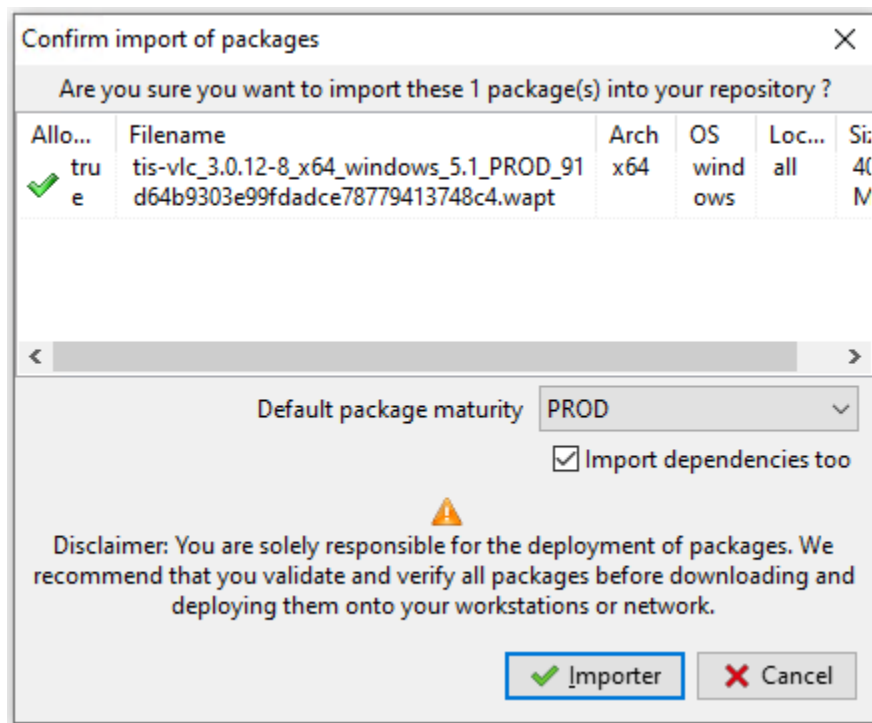 Confirm import of packages
Are you sure you want to import these 1 package(s) into your repository ?
Allo... Filename Arch OS Loc... Siz
tru tis-vlc_3.0.12-8_x64_windows_5.1_PROD_91 x64 wind all 40
e d64b9303e99fdadce78779413748c4.wapt ows M
Default package maturity PROD
Import dependencies too
Disclaimer: You are solely responsible for the deployment of packages. We
recommend that you validate and verify all packages before downloading and
deploying them onto your workstations or network.
Importer Cancel